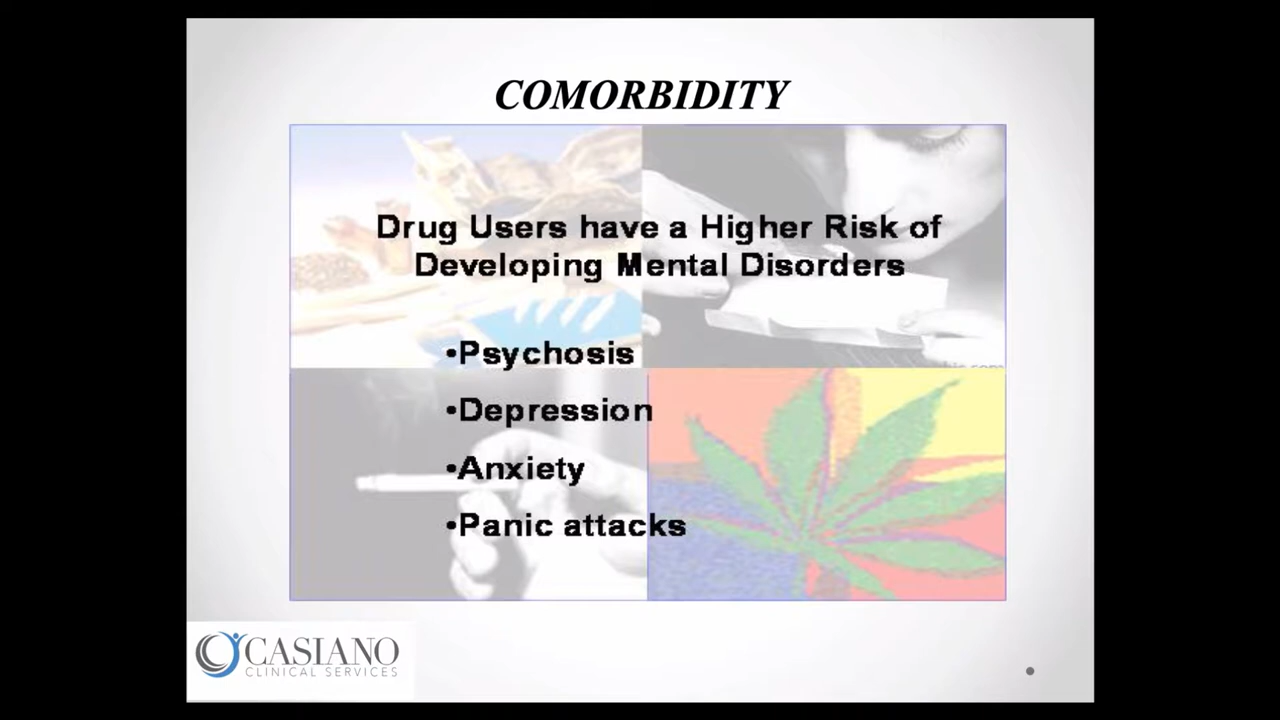 COMORBIDITY
Drug Users have a Higher Risk of
Developing Mental Disorders
•Psychosis
•Depression
•Anxiety
•Panic attacks
CASIANO
CLINICAL SERVICES